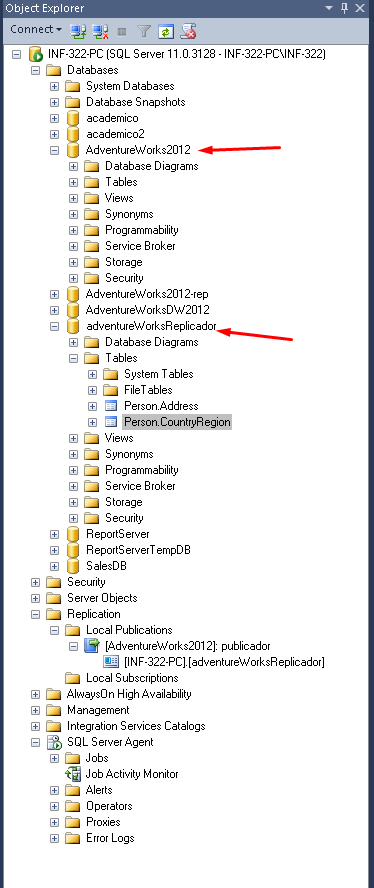 Object Explorer
Connect
INF-322-PC (SQL Server 11.0.3128 - INF-322-PC\INF-322)
Databases
System Databases
Database Snapshots
academico
academico2
AdventureWorks2012
Database Diagrams
Tables
Views
Synonyms
Programmability
Service Broker
Storage
Security
AdventureWorks2012-rep
AdventureWorksDW2012
adventureWorksReplicador
Database Diagrams
Tables
System Tables
FileTables
Person.Address
Person.CountryRegion
Views
Synonyms
Programmability
Service Broker
Storage
Security
ReportServer
ReportServerTempDB
SalesDB
Security
Server Objects
Replication
Local Publications
[AdventureWorks2012]: publicador
[INF-322-PC].[adventureWorksReplicador]
Local Subscriptions
AlwaysOn High Availability
Management
Integration Services Catalogs
SQL Server Agent
Jobs
Job Activity Monitor
Alerts
Operators
Proxies
Error Logs